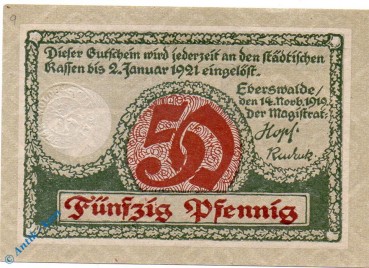 Dieser Gutschein wird jederzeit an den städtischen
Kassen bis 2. Januar 1921 eingelöst.
Eberswalde/
den 14. Novb. 1919.
der Magistrat:
Hopf
50
Fünfzig Pfennig